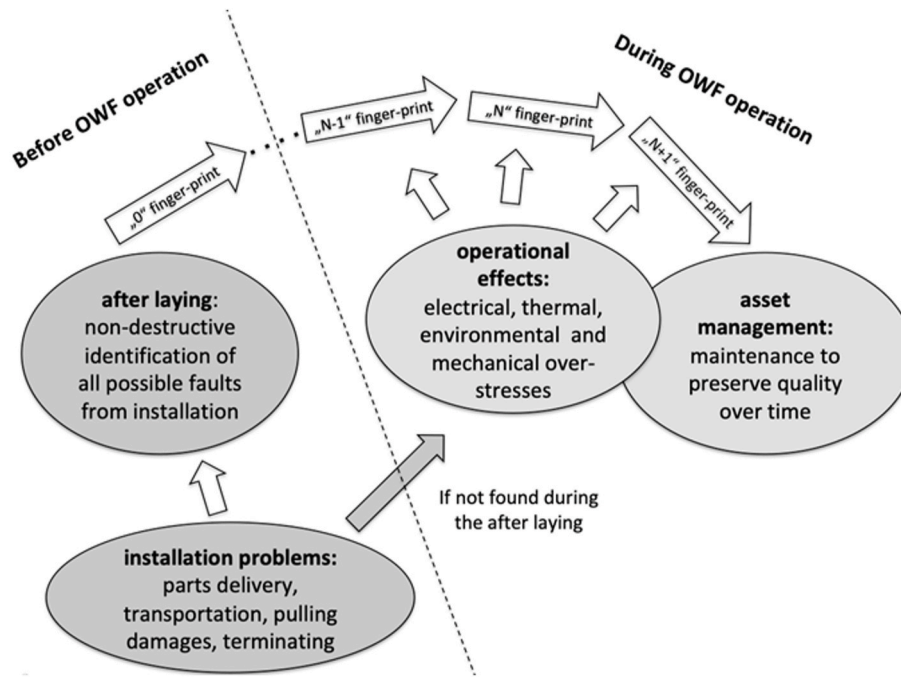 Before OWF operation
During OWF operation
„0“ finger-print
„N-1“ finger-print
„N“ finger-print
„N+1“ finger-print
after laying:
non-destructive
identification of
all possible faults
from installation
operational
effects:
electrical, thermal,
environmental and
mechanical over-
stresses
asset
management:
maintenance to
preserve quality
over time
If not found during
the after laying
installation problems:
parts delivery,
transportation, pulling
damages, terminating